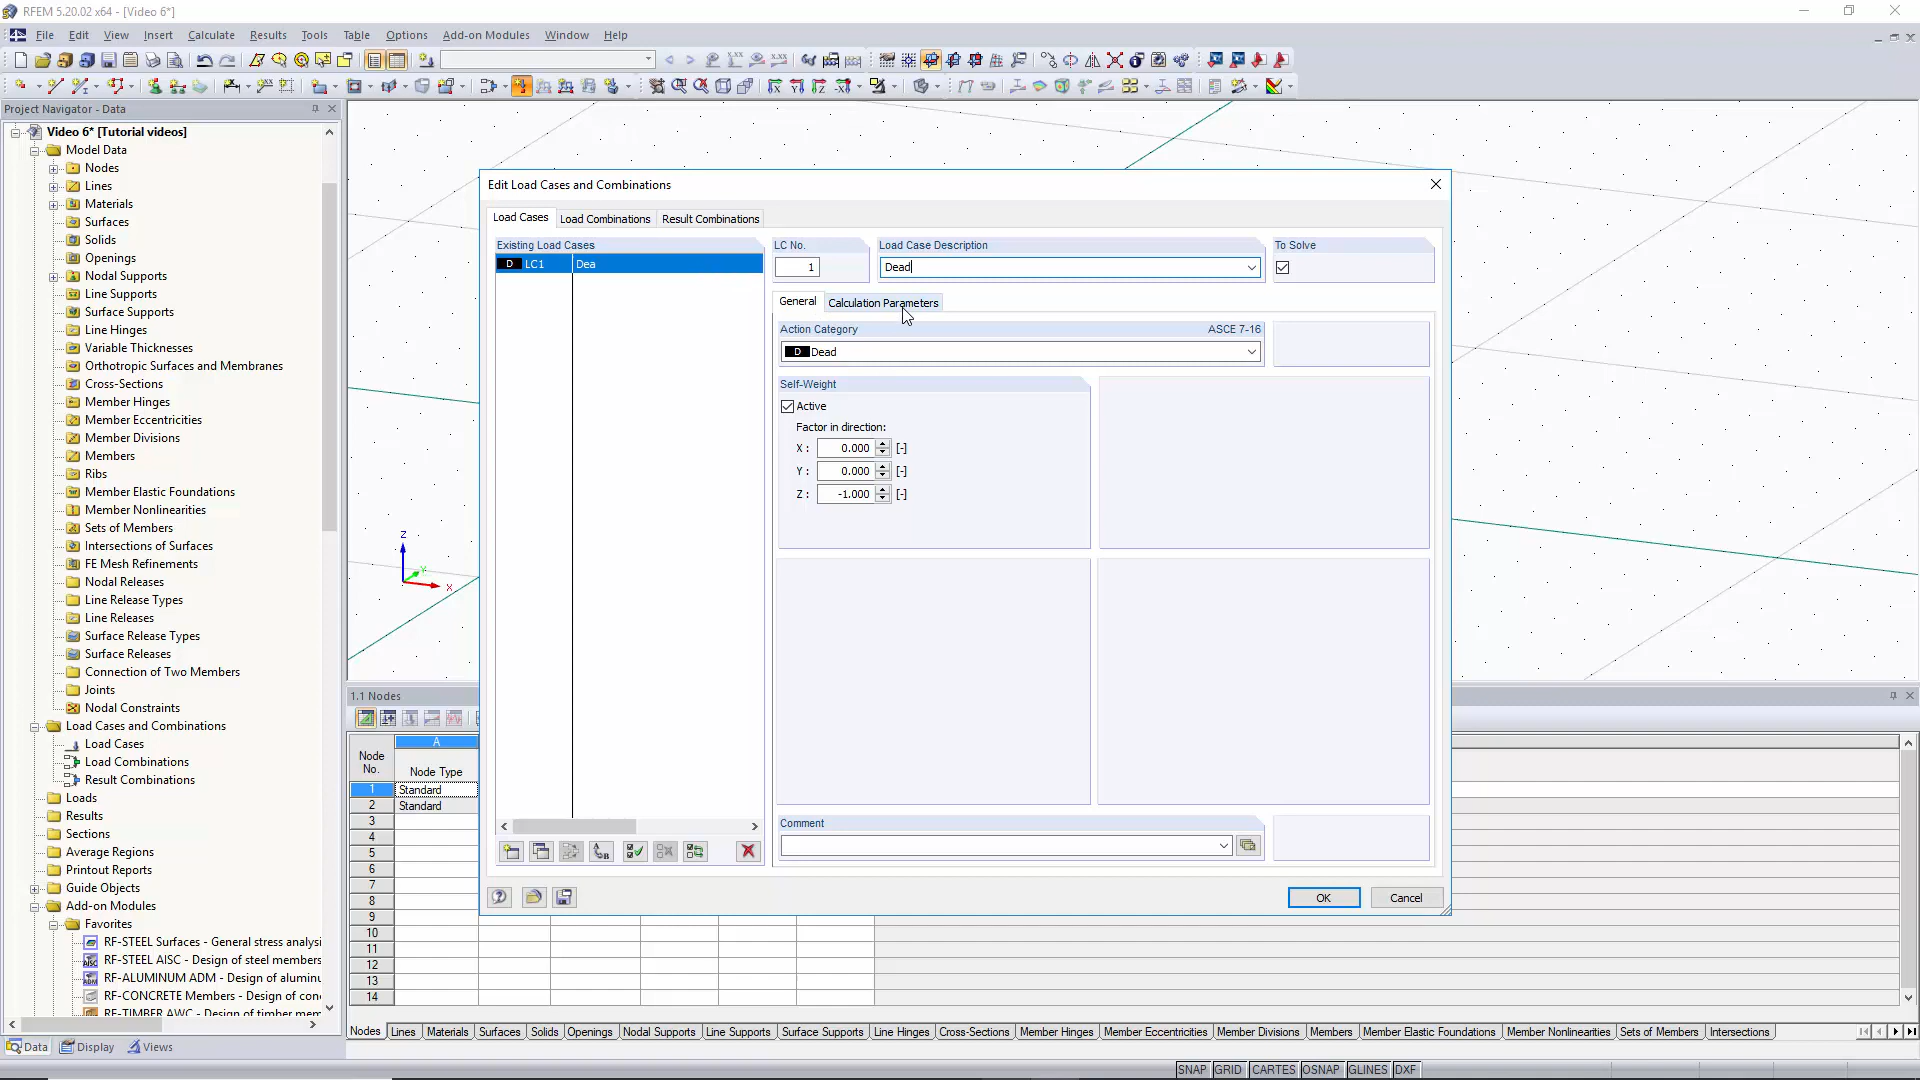 RFEM 5.20.02 x64 - [Video 6*]
File Edit View Insert Calculate Results Tools Table Options Add-on Modules Window Help
Project Navigator - Data
Video 6* [Tutorial videos]
Model Data
Nodes
Lines
Materials
Surfaces
Solids
Openings
Nodal Supports
Line Supports
Surface Supports
Line Hinges
Variable Thicknesses
Orthotropic Surfaces and Membranes
Cross-Sections
Member Hinges
Member Eccentricities
Member Divisions
Members
Ribs
Member Elastic Foundations
Member Nonlinearities
Sets of Members
Intersections of Surfaces
FE Mesh Refinements
Nodal Releases
Line Release Types
Line Releases
Surface Release Types
Surface Releases
Connection of Two Members
Joints
Nodal Constraints
Load Cases and Combinations
Load Cases
Load Combinations
Result Combinations
Loads
Results
Sections
Average Regions
Printout Reports
Guide Objects
Add-on Modules
Favorites
RF-STEEL Surfaces - General stress analysi
RF-STEEL AISC - Design of steel members
RF-ALUMINUM ADM - Design of aluminu
RF-CONCRETE Members - Design of con
RF-TIMBER AWC - Design of timber mem
Data Display Views
Z
Y
X
Edit Load Cases and Combinations
Load Cases Load Combinations Result Combinations
Existing Load Cases
D LC1 Dea
LC No.
1
Load Case Description
Dead
To Solve
General Calculation Parameters
Action Category ASCE 7-16
D Dead
Self-Weight
Active
Factor in direction:
X : 0.000 [-]
Y : 0.000 [-]
Z : -1.000 [-]
Comment
OK Cancel
1.1 Nodes
A
Node No.
Node Type
1 Standard
2 Standard
3
4
5
6
7
8
9
10
11
12
13
14
Nodes Lines Materials Surfaces Solids Openings Nodal Supports Line Supports Surface Supports Line Hinges Cross-Sections Member Hinges Member Eccentricities Member Divisions Members Member Elastic Foundations Member Nonlinearities Sets of Members Intersections
SNAP GRID CARTES OSNAP GLINES DXF